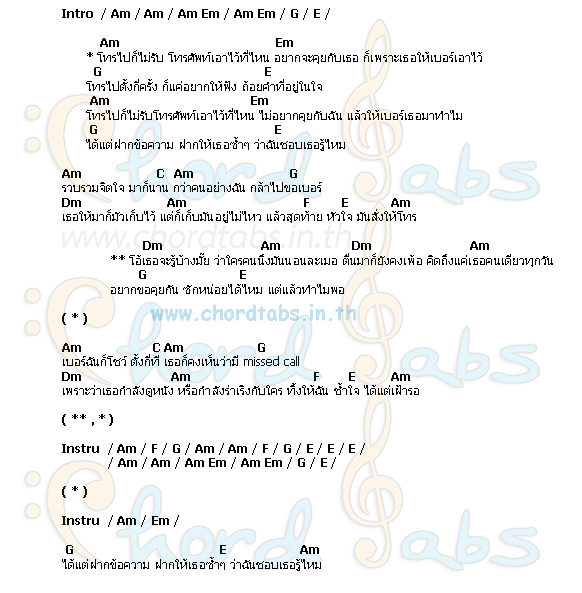 Intro / Am / Am / Am Em / Am Em / G / E /
Am Em
* โทรไปก็ไม่รับ โทรศัพท์เอาไว้ที่ไหน อยากจะคุยกับเธอ ก็เพราะเธอให้เบอร์เอาไว้
G E
โทรไปตั้งกี่ครั้ง ก็แค่อยากให้ฟัง ถ้อยคำที่อยู่ในใจ
Am Em
โทรไปก็ไม่รับโทรศัพท์เอาไว้ที่ไหน ไม่อยากคุยกับฉัน แล้วให้เบอร์เธอมาทำไม
G E
ได้แต่ฝากข้อความ ฝากให้เธอซ้ำๆ ว่าฉันชอบเธอรู้ไหม
Am C Am G
รวบรวมจิตใจ มาก็นาน กว่าคนอย่างฉัน กล้าไปขอเบอร์
Dm Am F E Am
เธอให้มาก็มัวเก็บไว้ แต่ก็เก็บมันอยู่ไม่ไหว แล้วสุดท้าย หัวใจ มันสั่งให้โทร
www.chordtabs.in.th
Dm Am Dm Am
** โอ้เธอจะรู้บ้างมั้ย ว่าใครคนนึงมันนอนละเมอ ตื่นมาก็ยังคงเพ้อ คิดถึงแค่เธอคนเดียวทุกวัน
G E
อยากขอคุยกัน ซักหน่อยได้ไหม แต่แล้วทำไมพอ
( * )
www.chordtabs.in.th
Am C Am G
เบอร์ฉันก็โชว์ ตั้งกี่ที เธอก็คงเห็นว่ามี missed call
Dm Am F E Am
เพราะว่าเธอกำลังดูหนัง หรือกำลังร่าเริงกับใคร ทิ้งให้ฉัน ช้ำใจ ได้แต่เฝ้ารอ
( ** , * )
Instru / Am / F / G / Am / Am / F / G / E / E / E /
/ Am / Am / Am Em / Am Em / G / E /
( * )
Instru / Am / Em /
G E Am
ได้แต่ฝากข้อความ ฝากให้เธอซ้ำๆ ว่าฉันชอบเธอรู้ไหม